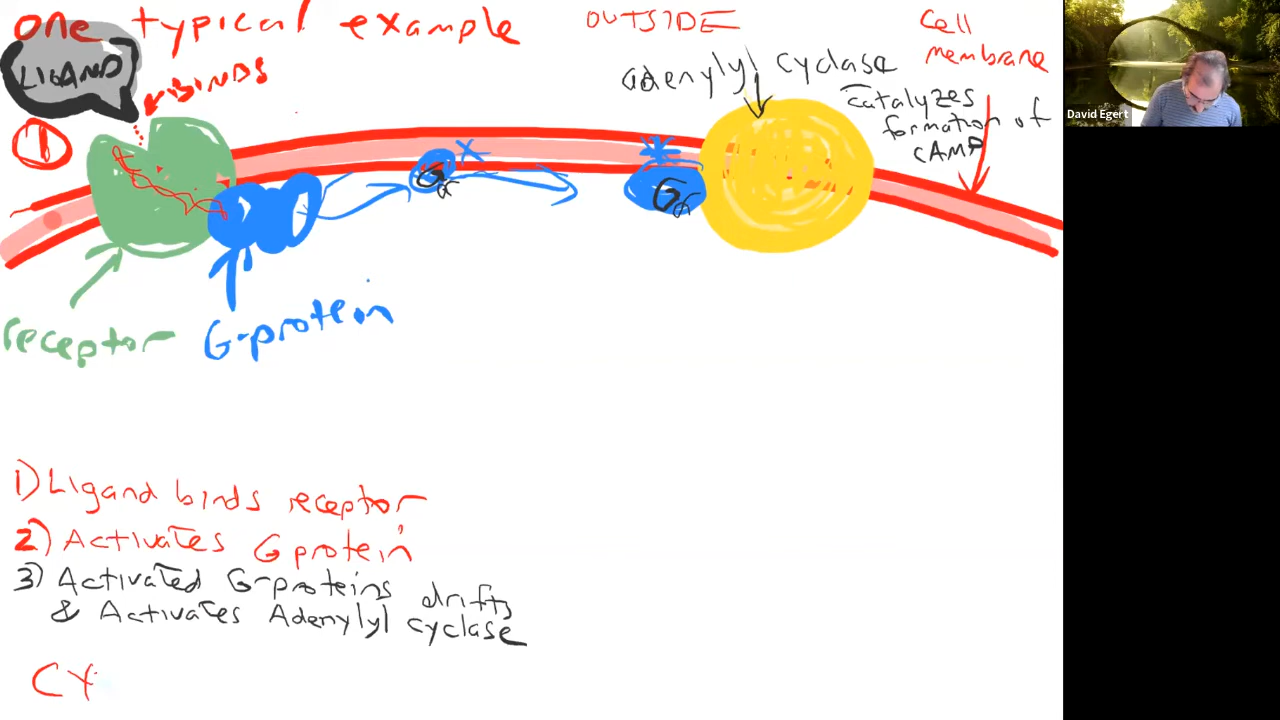 one typical example
OUTSIDE
Cell
membrane
LIGAND
BINDS
adenylyl cyclase
catalyzes
formation of
cAMP
David Egert
1
G
G
receptor
G-protein
1) Ligand binds receptor
2) Activates G protein
3) Activated G-proteins drifts
& Activates Adenylyl cyclase
CY